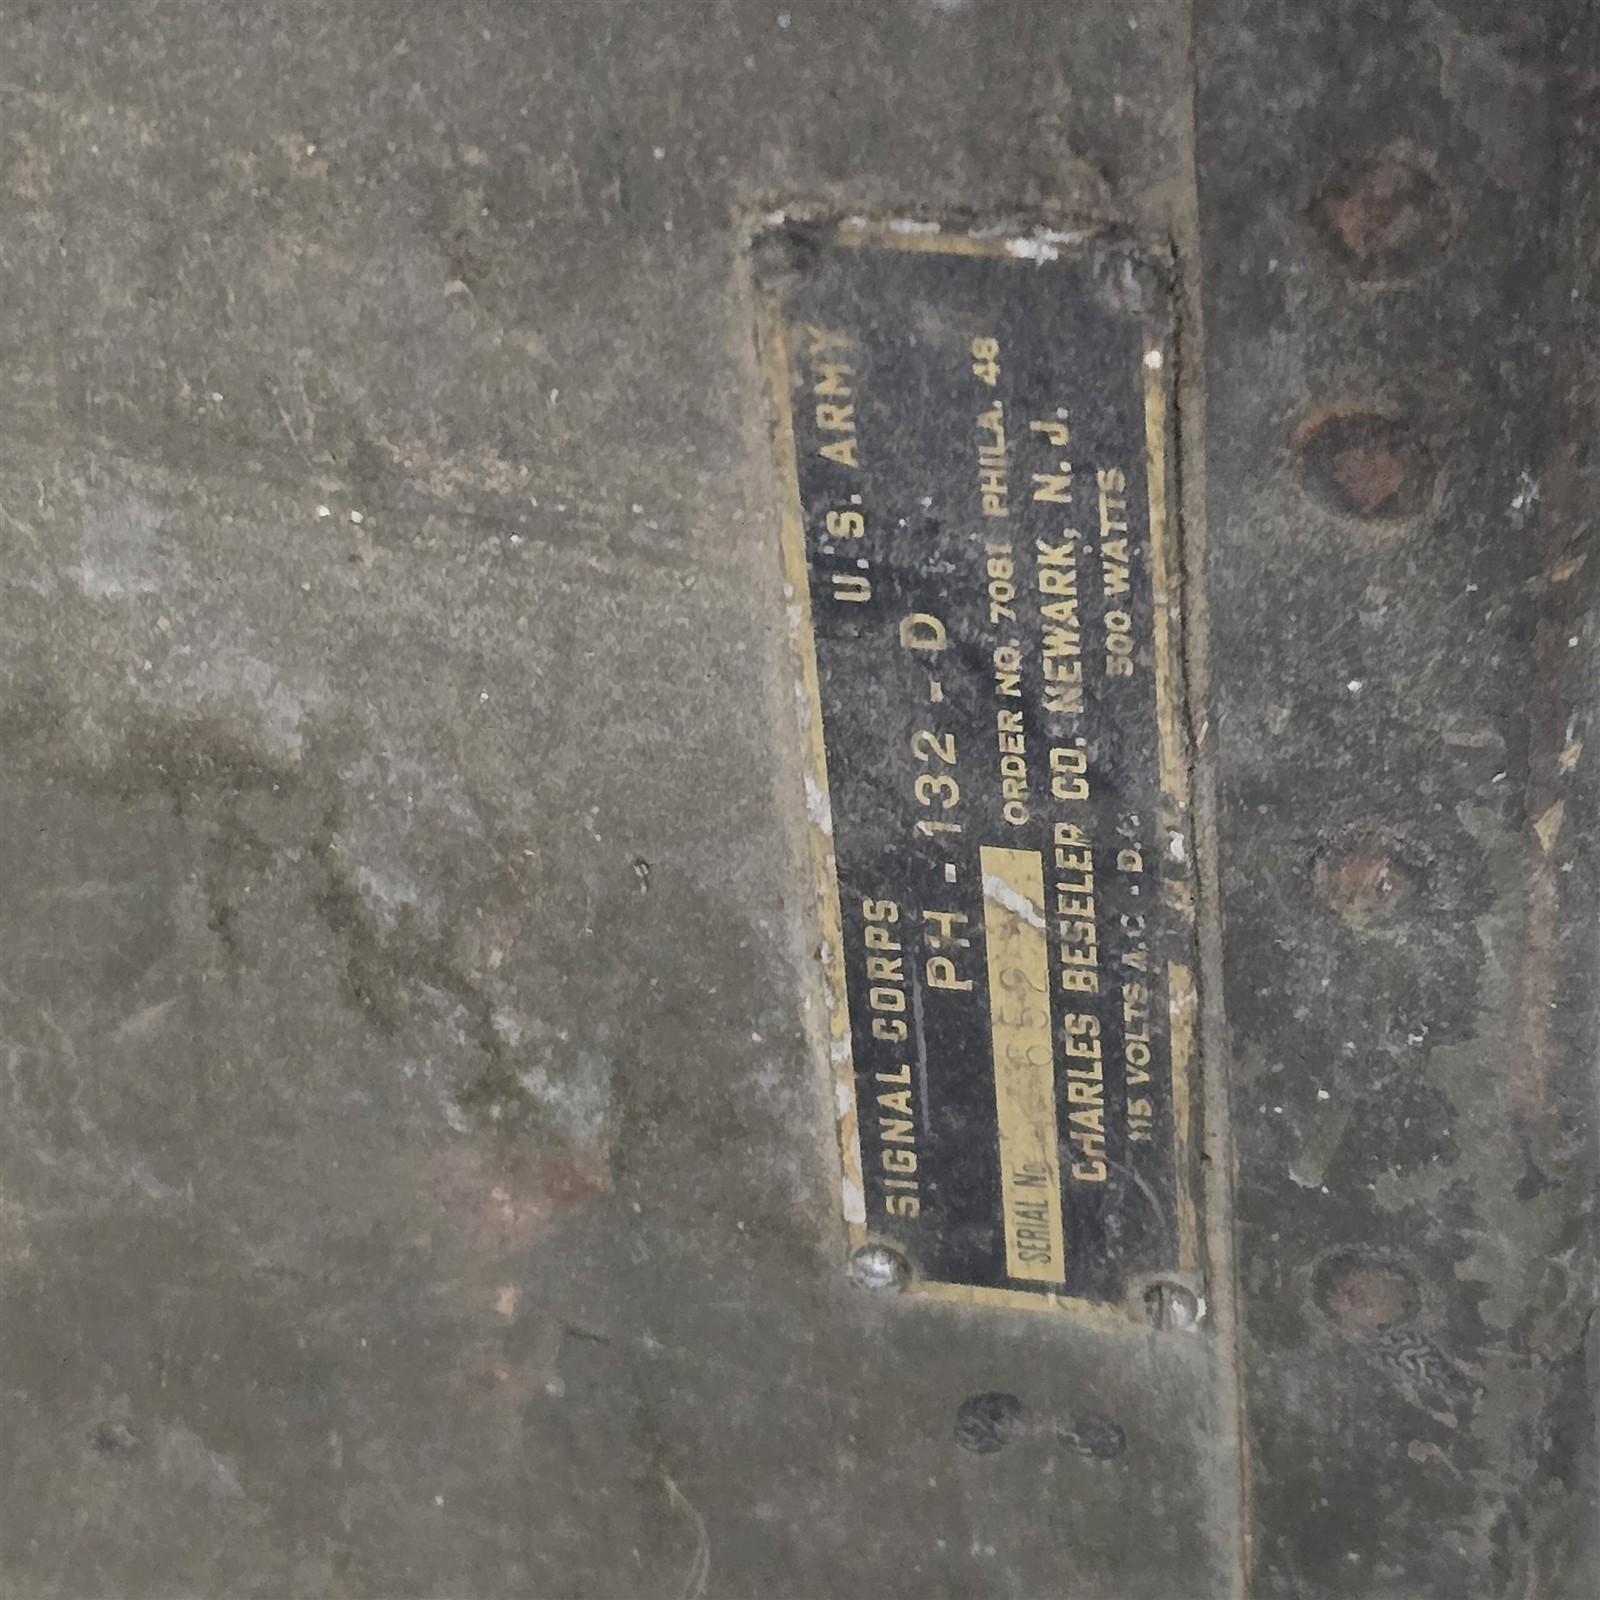 SIGNAL CORPS U.S. ARMY
PH-132-D
SERIAL No. 6552 ORDER NO. 7081 PHILA. 48
CHARLES BESELER CO. NEWARK, N. J.
115 VOLTS A.C - D.C. 500 WATTS